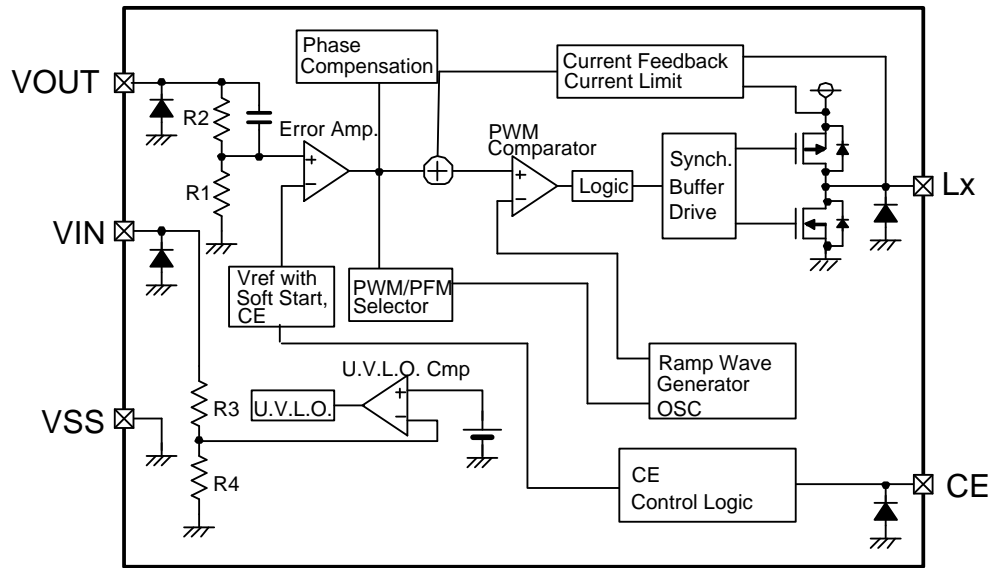 Phase
Compensation
Current Feedback
Current Limit
VOUT
R2
Error Amp.
PWM
Comparator
+
−
+
+
−
Logic
Synch.
Buffer
Drive
Lx
R1
VIN
Vref with
Soft Start,
CE
PWM/PFM
Selector
U.V.L.O. Cmp
Ramp Wave
Generator
OSC
R3
U.V.L.O.
+
−
VSS
R4
CE
Control Logic
CE